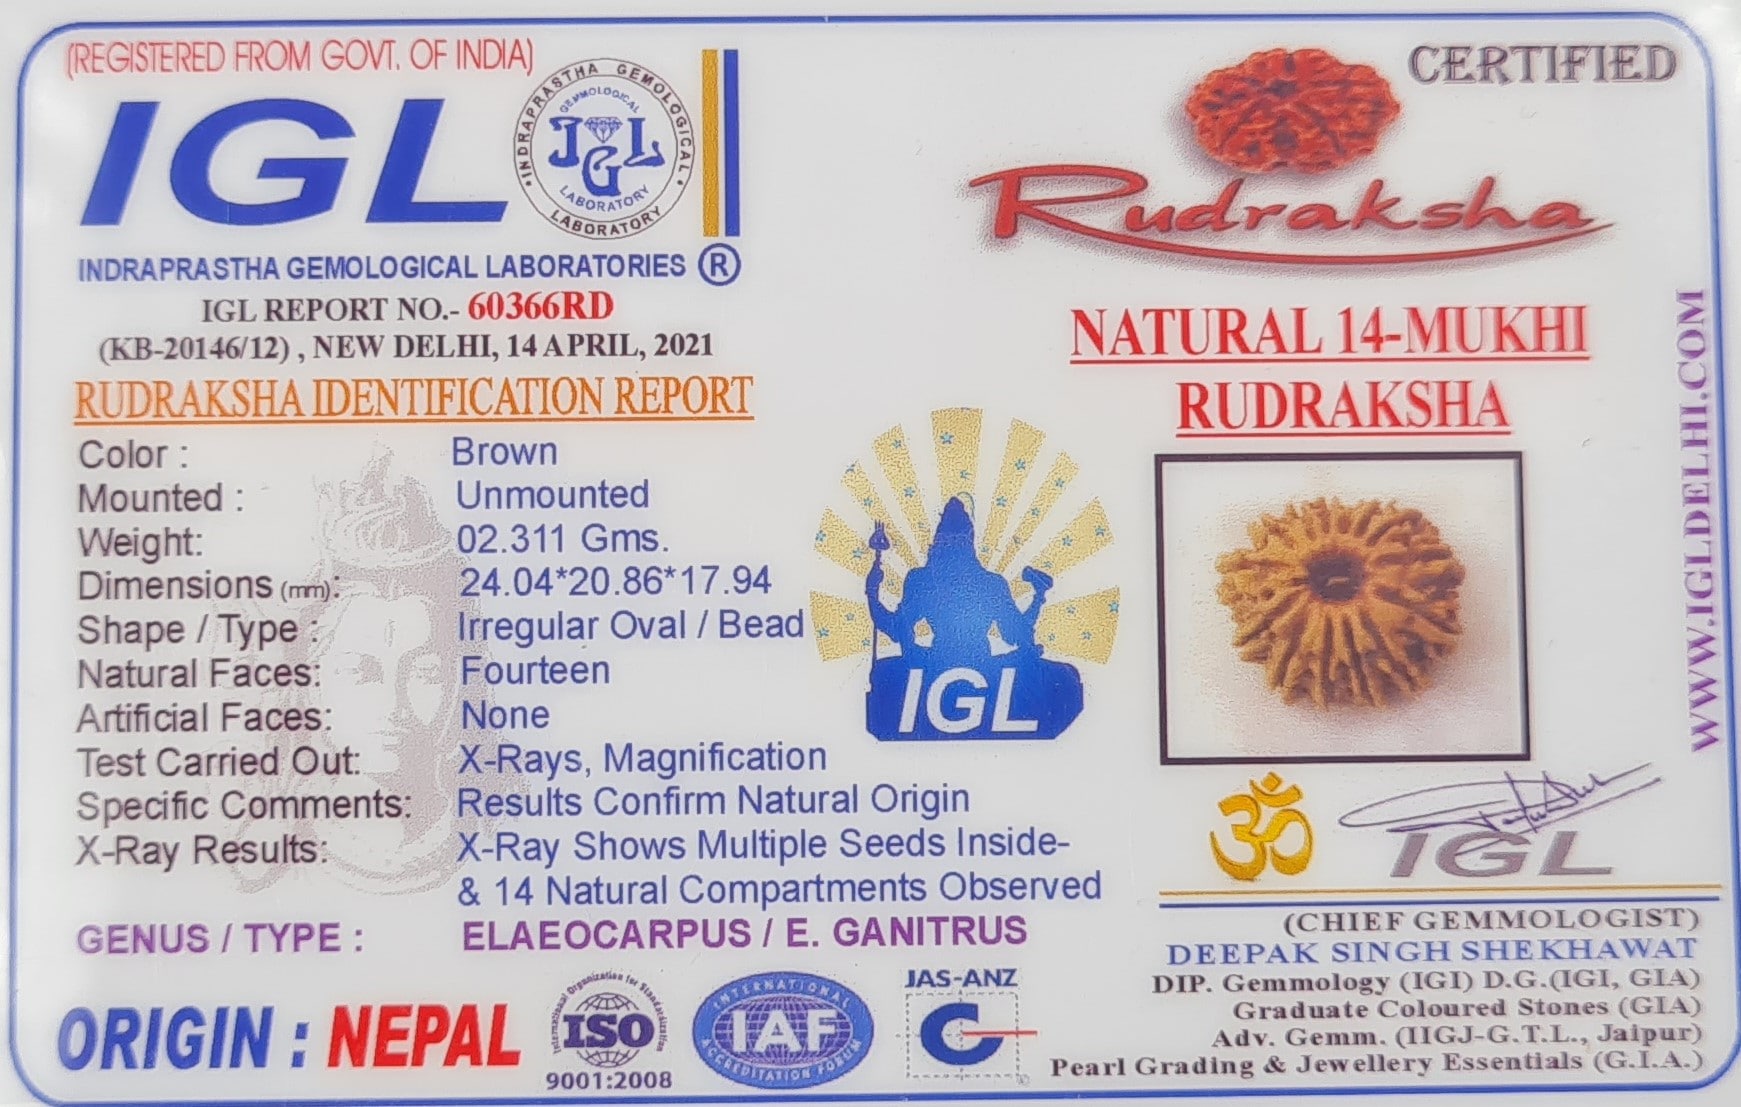 (REGISTERED FROM GOVT. OF INDIA)
IGL
INDRAPRASTHA GEMOLOGICAL LABORATORY
GEMMOLOGICAL
IGL
LABORATORY
INDRAPRASTHA GEMOLOGICAL LABORATORIES ®
IGL REPORT NO.- 60366RD
(KB-20146/12) , NEW DELHI, 14 APRIL, 2021
RUDRAKSHA IDENTIFICATION REPORT
Color : Brown
Mounted : Unmounted
Weight: 02.311 Gms.
Dimensions (mm): 24.04*20.86*17.94
Shape / Type : Irregular Oval / Bead
Natural Faces: Fourteen
Artificial Faces: None
Test Carried Out: X-Rays, Magnification
Specific Comments: Results Confirm Natural Origin
X-Ray Results: X-Ray Shows Multiple Seeds Inside-
& 14 Natural Compartments Observed
GENUS / TYPE : ELAEOCARPUS / E. GANITRUS
ORIGIN : NEPAL
International Organization for Standardization
ISO
9001:2008
INTERNATIONAL
IAF
ACCREDITATION FORUM
JAS-ANZ
CERTIFIED
Rudraksha
NATURAL 14-MUKHI
RUDRAKSHA
IGL
WWW.IGLDELHI.COM
ॐ
IGL
(CHIEF GEMMOLOGIST)
DEEPAK SINGH SHEKHAWAT
DIP. Gemmology (IGI) D.G.(IGI, GIA)
Graduate Coloured Stones (GIA)
Adv. Gemm. (IIGJ-G.T.L., Jaipur)
Pearl Grading & Jewellery Essentials (G.I.A.)